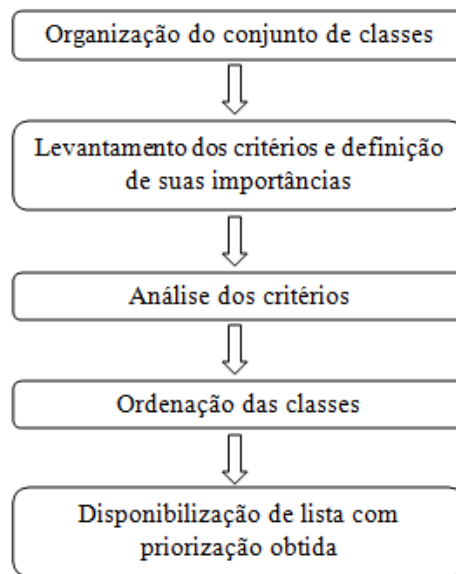 Organização do conjunto de classes
Levantamento dos critérios e definição
de suas importâncias
Análise dos critérios
Ordenação das classes
Disponibilização de lista com
priorização obtida